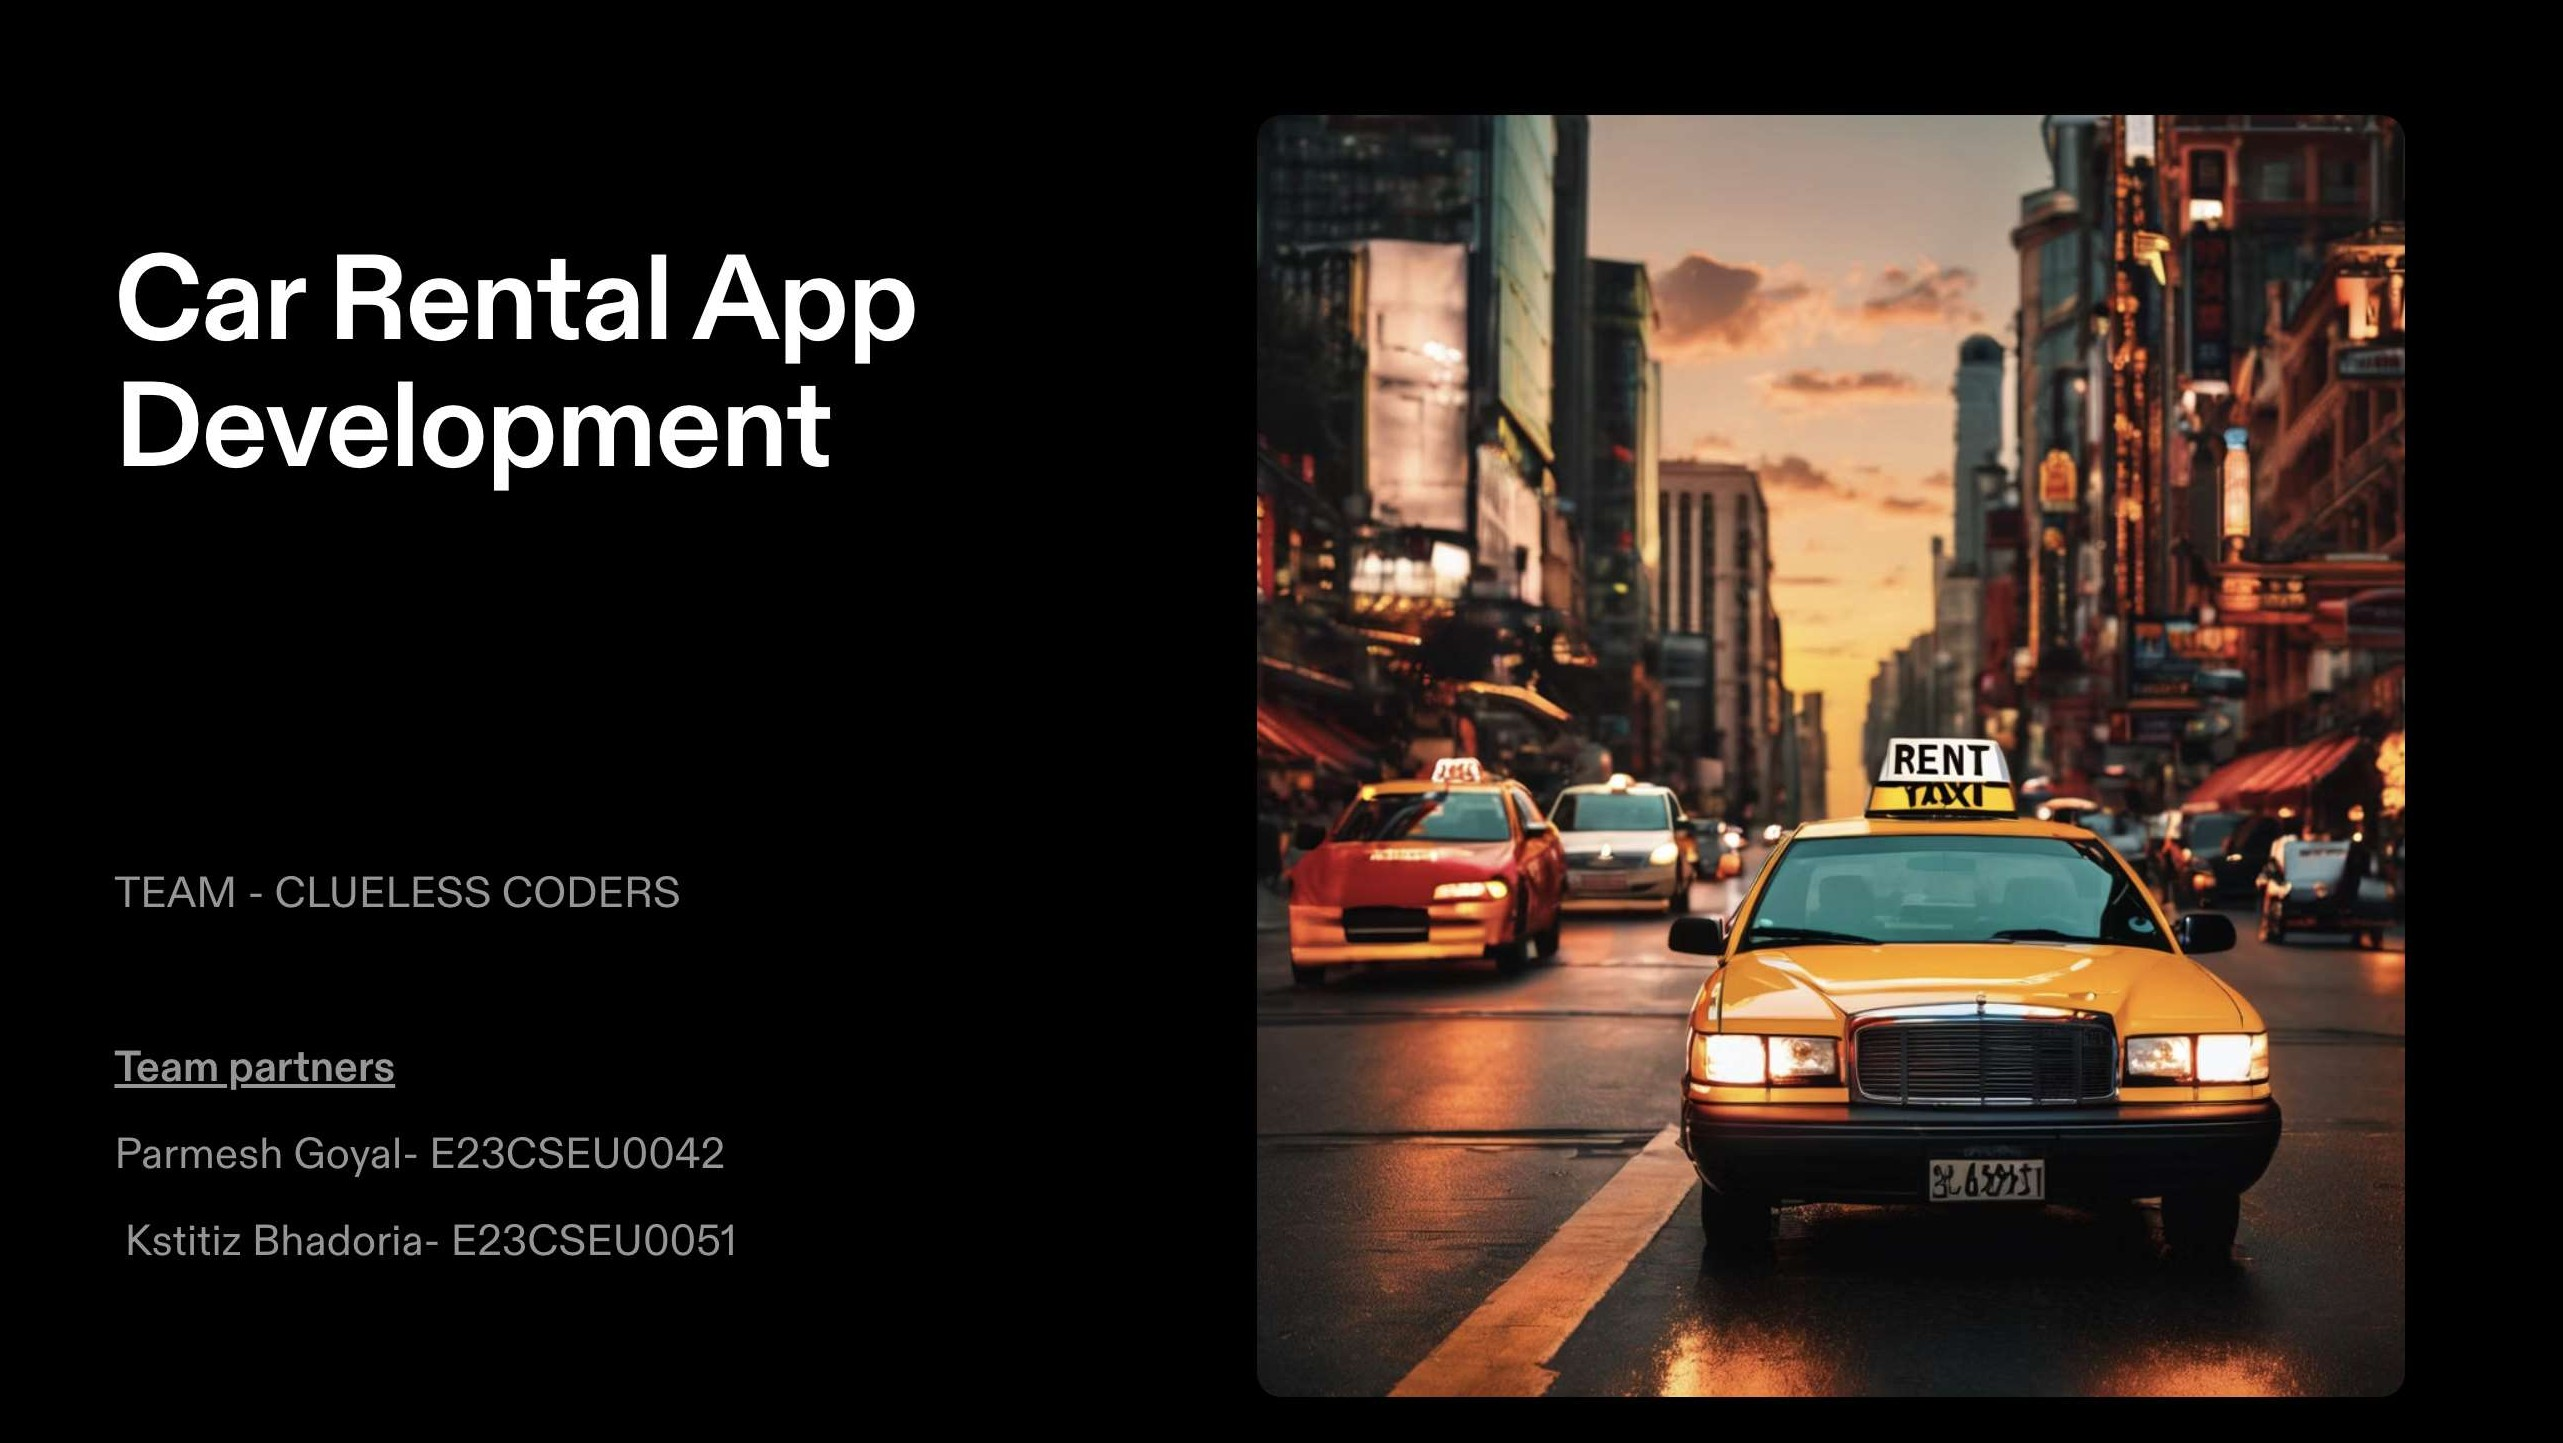 Car Rental App
Development
TEAM - CLUELESS CODERS
Team partners
Parmesh Goyal- E23CSEU0042
Kstitiz Bhadoria- E23CSEU0051
RENT
TAXI